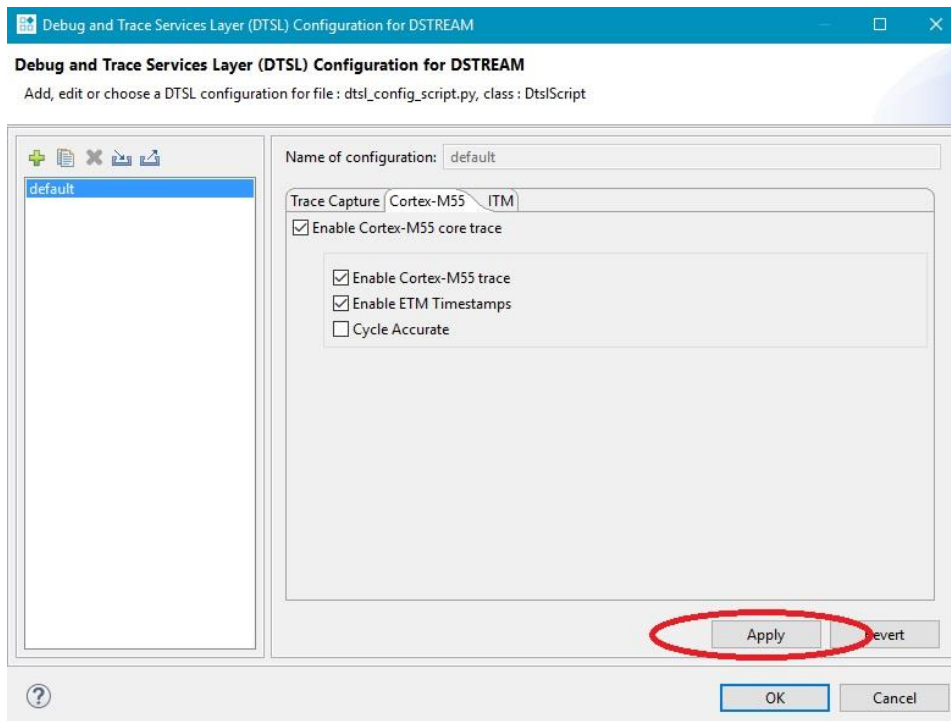 Debug and Trace Services Layer (DTSL) Configuration for DSTREAM
Debug and Trace Services Layer (DTSL) Configuration for DSTREAM
Add, edit or choose a DTSL configuration for file : dtsl_config_script.py, class : DtslScript
default
Name of configuration: default
Trace Capture Cortex-M55 ITM
Enable Cortex-M55 core trace
Enable Cortex-M55 trace
Enable ETM Timestamps
Cycle Accurate
Apply Revert
OK Cancel